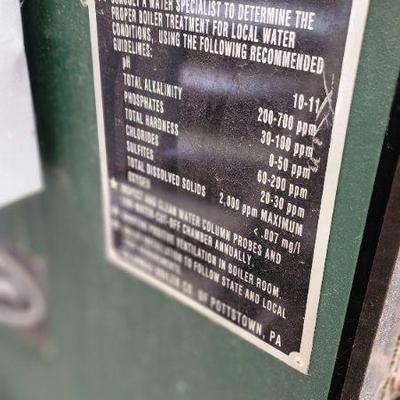 CONSULT A WATER SPECIALIST TO DETERMINE THE
PROPER BOILER TREATMENT FOR LOCAL WATER
CONDITIONS, USING THE FOLLOWING RECOMMENDED
GUIDELINES:
pH 10-11
TOTAL ALKALINITY 200-700 ppm
PHOSPHATES 30-100 ppm
TOTAL HARDNESS 0-50 ppm
CHLORIDES 60-200 ppm
SULFITES 20-30 ppm
TOTAL DISSOLVED SOLIDS 2,000 ppm MAXIMUM
OXYGEN < .007 mg/l
INSPECT AND CLEAN WATER COLUMN PROBES AND
LOW WATER CUT-OFF CHAMBER ANNUALLY.
POSITIVE VENTILATION IN BOILER ROOM.
TO FOLLOW STATE AND LOCAL
BOILER CO. OF POTTSTOWN, PA